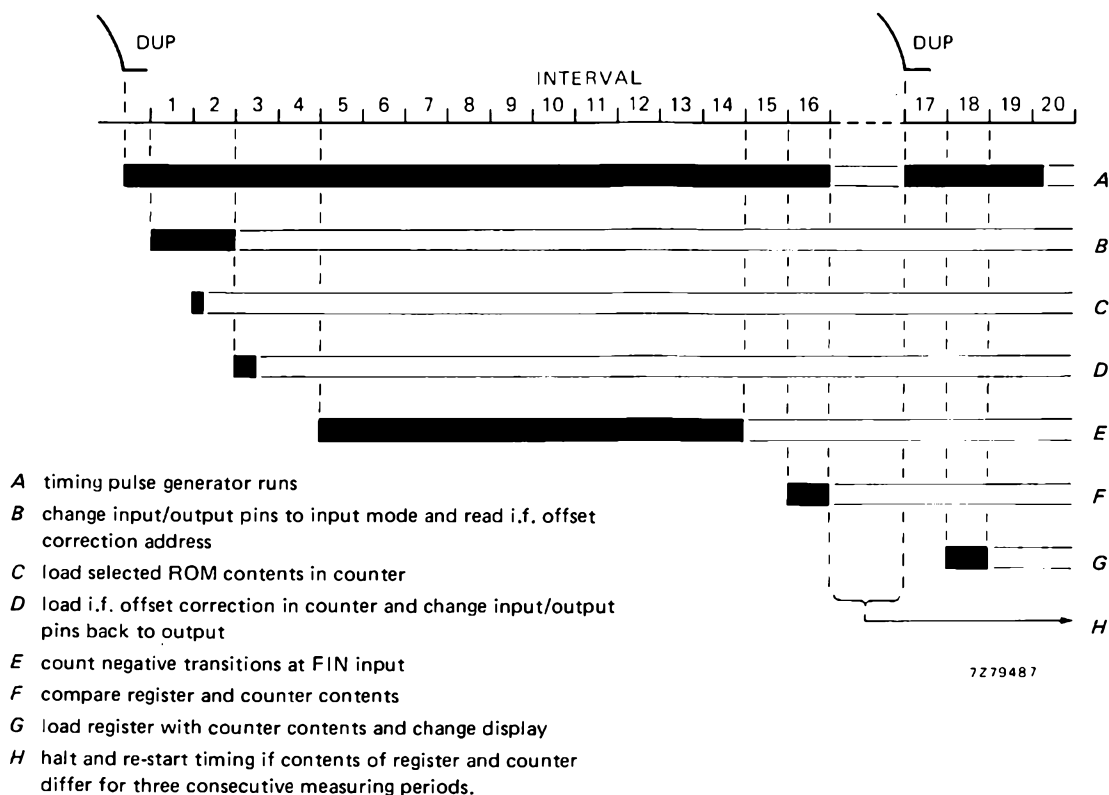 DUP DUP
INTERVAL
1 2 3 4 5 6 7 8 9 10 11 12 13 14 15 16 17 18 19 20
A
B
C
D
E
F
G
H
A timing pulse generator runs
B change input/output pins to input mode and read i.f. offset
correction address
C load selected ROM contents in counter
D load i.f. offset correction in counter and change input/output
pins back to output
E count negative transitions at FIN input
F compare register and counter contents
G load register with counter contents and change display
H halt and re-start timing if contents of register and counter
differ for three consecutive measuring periods.
7Z79487